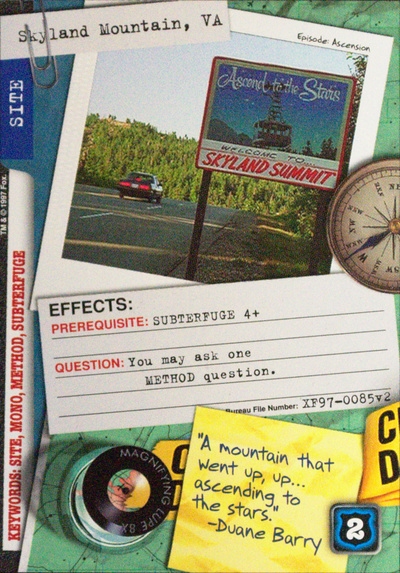 Skyland Mountain, VA
Episode: Ascension
SITE
Ascend to the Stars
WELCOME TO...
SKYLAND SUMMIT
TM & © 1997 Fox.
KEYWORDS: SITE, MONO, METHOD, SUBTERFUGE
EFFECTS:
PREREQUISITE: SUBTERFUGE 4+
QUESTION: You may ask one
METHOD question.
Bureau File Number: XF97-0085v2
MAGNIFYING LUPE 8X
"A mountain that
went up, up...
ascending to
the stars."
-Duane Barry
2